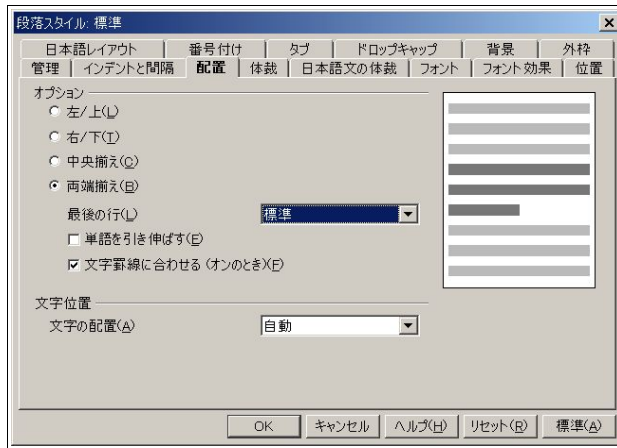 段落スタイル: 標準
日本語レイアウト 番号付け タブ ドロップキャップ 背景 外枠
管理 インデントと間隔 配置 体裁 日本語文の体裁 フォント フォント効果 位置
オプション
左/上(L)
右/下(T)
中央揃え(C)
両端揃え(B)
最後の行(L) 標準
単語を引き伸ばす(E)
文字罫線に合わせる (オンのとき)(F)
文字位置
文字の配置(A) 自動
OK キャンセル ヘルプ(H) リセット(R) 標準(A)